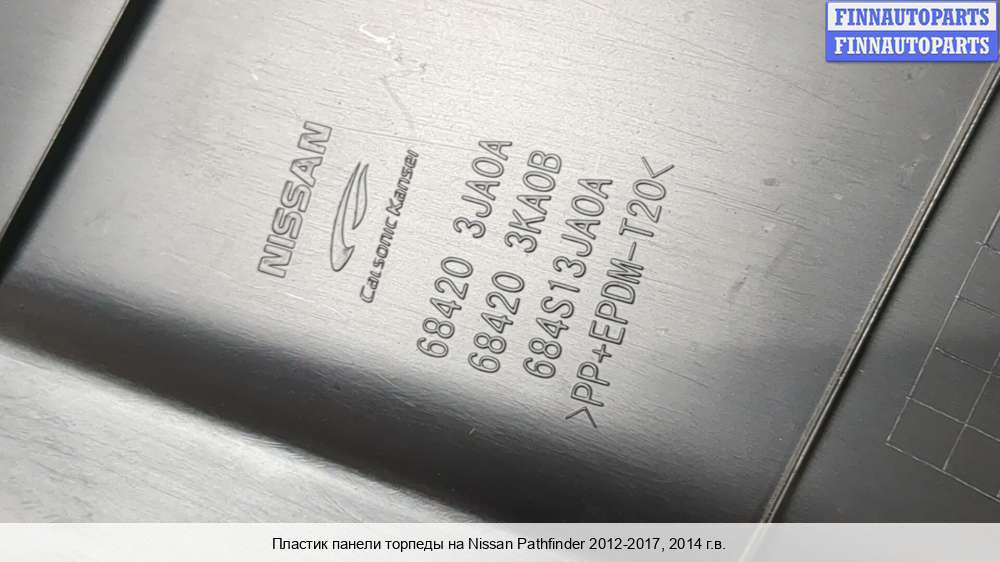 FINNAUTOPARTS
FINNAUTOPARTS
NISSAN
Calsonic Kansei
68420 3JA0A
68420 3KA0B
684S13JA0A
>PP+EPDM-T20<
Пластик панели торпеды на Nissan Pathfinder 2012-2017, 2014 г.в.